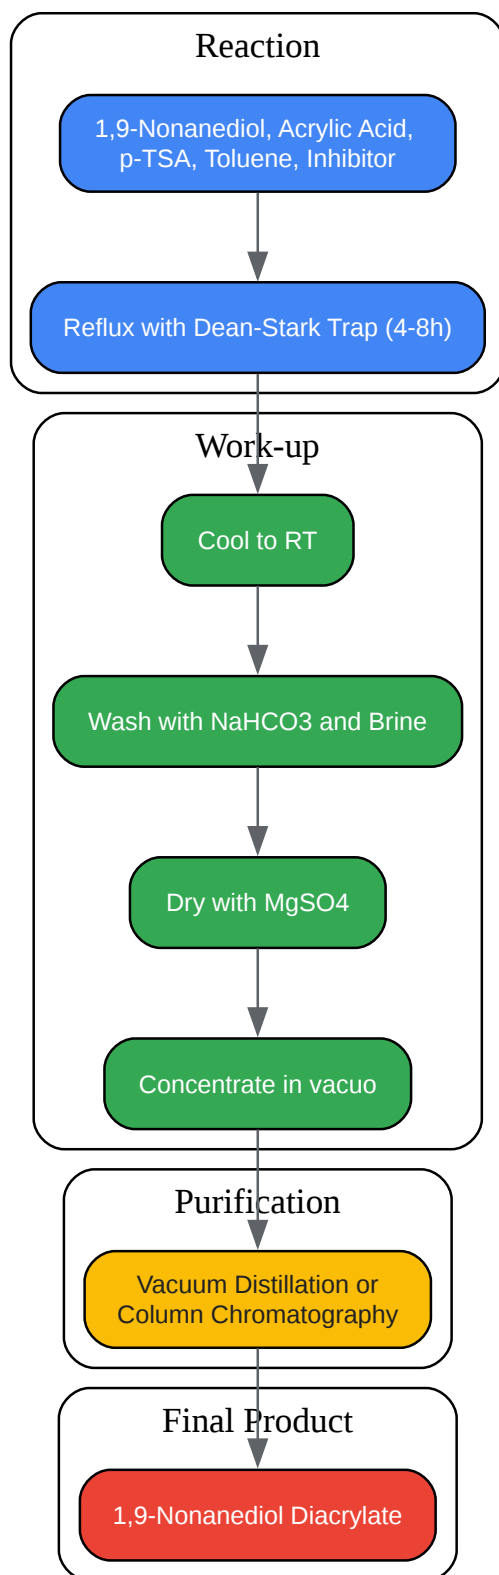 Reaction
1,9-Nonanediol, Acrylic Acid,
p-TSA, Toluene, Inhibitor
Reflux with Dean-Stark Trap (4-8h)
Work-up
Cool to RT
Wash with NaHCO3 and Brine
Dry with MgSO4
Concentrate in vacuo
Purification
Vacuum Distillation or
Column Chromatography
Final Product
1,9-Nonanediol Diacrylate